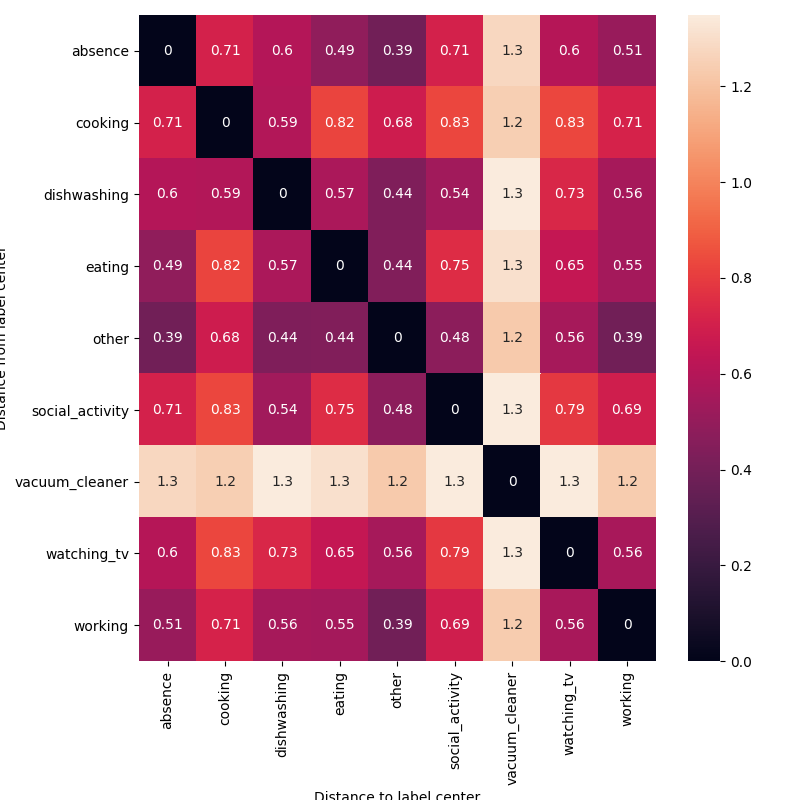 absence 0 0.71 0.6 0.49 0.39 0.71 1.3 0.6 0.51
cooking 0.71 0 0.59 0.82 0.68 0.83 1.2 0.83 0.71
dishwashing 0.6 0.59 0 0.57 0.44 0.54 1.3 0.73 0.56
eating 0.49 0.82 0.57 0 0.44 0.75 1.3 0.65 0.55
other 0.39 0.68 0.44 0.44 0 0.48 1.2 0.56 0.39
social_activity 0.71 0.83 0.54 0.75 0.48 0 1.3 0.79 0.69
vacuum_cleaner 1.3 1.2 1.3 1.3 1.2 1.3 0 1.3 1.2
watching_tv 0.6 0.83 0.73 0.65 0.56 0.79 1.3 0 0.56
working 0.51 0.71 0.56 0.55 0.39 0.69 1.2 0.56 0
absence cooking dishwashing eating other social_activity vacuum_cleaner watching_tv working
Distance to label center
Distance from label center
1.2
1.0
0.8
0.6
0.4
0.2
0.0